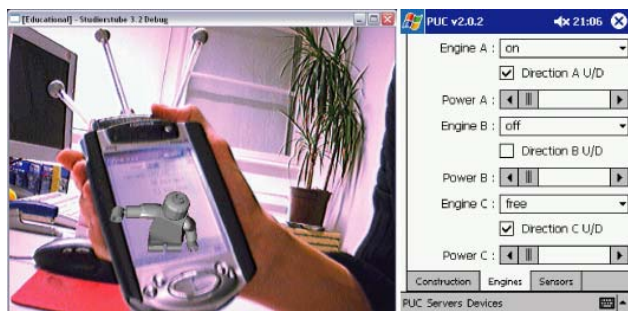 [Educational] - Studierstube 3.2 Debug
PUC v2.0.2 21:06
Engine A : on
Direction A U/D
Power A :
Engine B : off
Direction B U/D
Power B :
Engine C : free
Direction C U/D
Power C :
Construction Engines Sensors
PUC Servers Devices